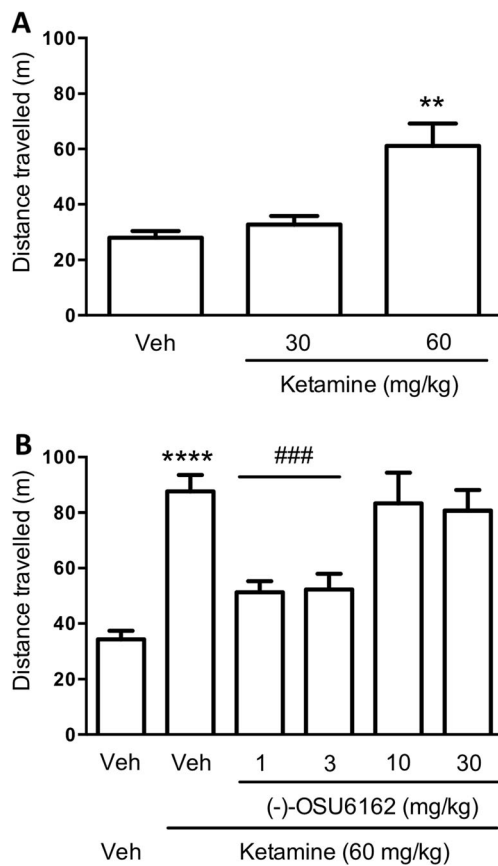 A
Distance travelled (m)
100
80
60
40
20
0
**
Veh 30 60
Ketamine (mg/kg)
B
Distance travelled (m)
100
80
60
40
20
0
**** ###
Veh Veh 1 3 10 30
(-)-OSU6162 (mg/kg)
Veh Ketamine (60 mg/kg)